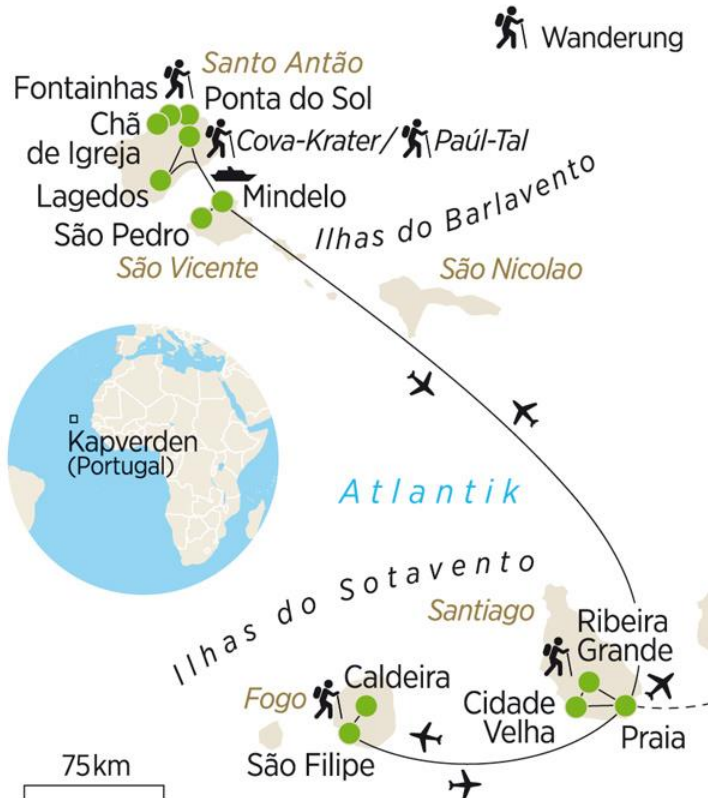 Wanderung
Santo Antão
Fontainhas
Ponta do Sol
Chã
de Igreja
Cova-Krater/ Paúl-Tal
Lagedos
Mindelo
São Pedro
Ilhas do Barlavento
São Vicente
São Nicolao
Kapverden
(Portugal)
Atlantik
Ilhas do Sotavento
Santiago
Ribeira
Grande
Caldeira
Fogo
Cidade
Velha
Praia
São Filipe
75km